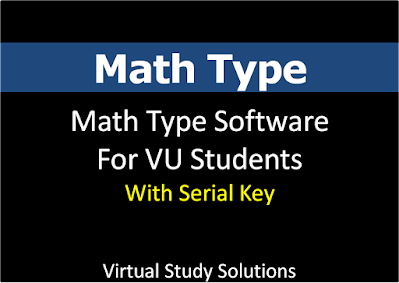 Math Type
Math Type Software
For VU Students
With Serial Key
Virtual Study Solutions